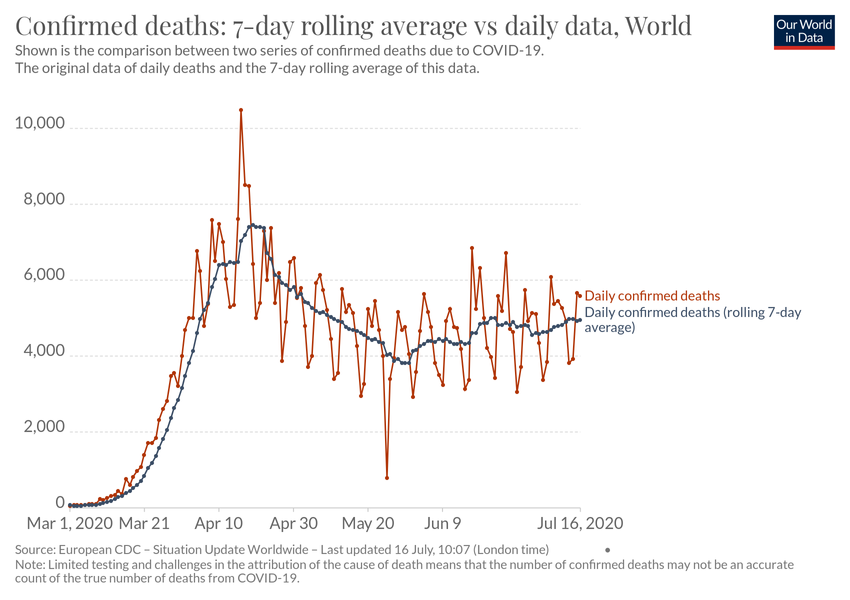 Confirmed deaths: 7-day rolling average vs daily data, World
Our World
in Data
Shown is the comparison between two series of confirmed deaths due to COVID-19.
The original data of daily deaths and the 7-day rolling average of this data.
10,000
8,000
6,000
4,000
2,000
0
Daily confirmed deaths
Daily confirmed deaths (rolling 7-day
average)
Mar 1, 2020 Mar 21 Apr 10 Apr 30 May 20 Jun 9 Jul 16, 2020
Source: European CDC – Situation Update Worldwide – Last updated 16 July, 10:07 (London time)
Note: Limited testing and challenges in the attribution of the cause of death means that the number of confirmed deaths may not be an accurate
count of the true number of deaths from COVID-19.